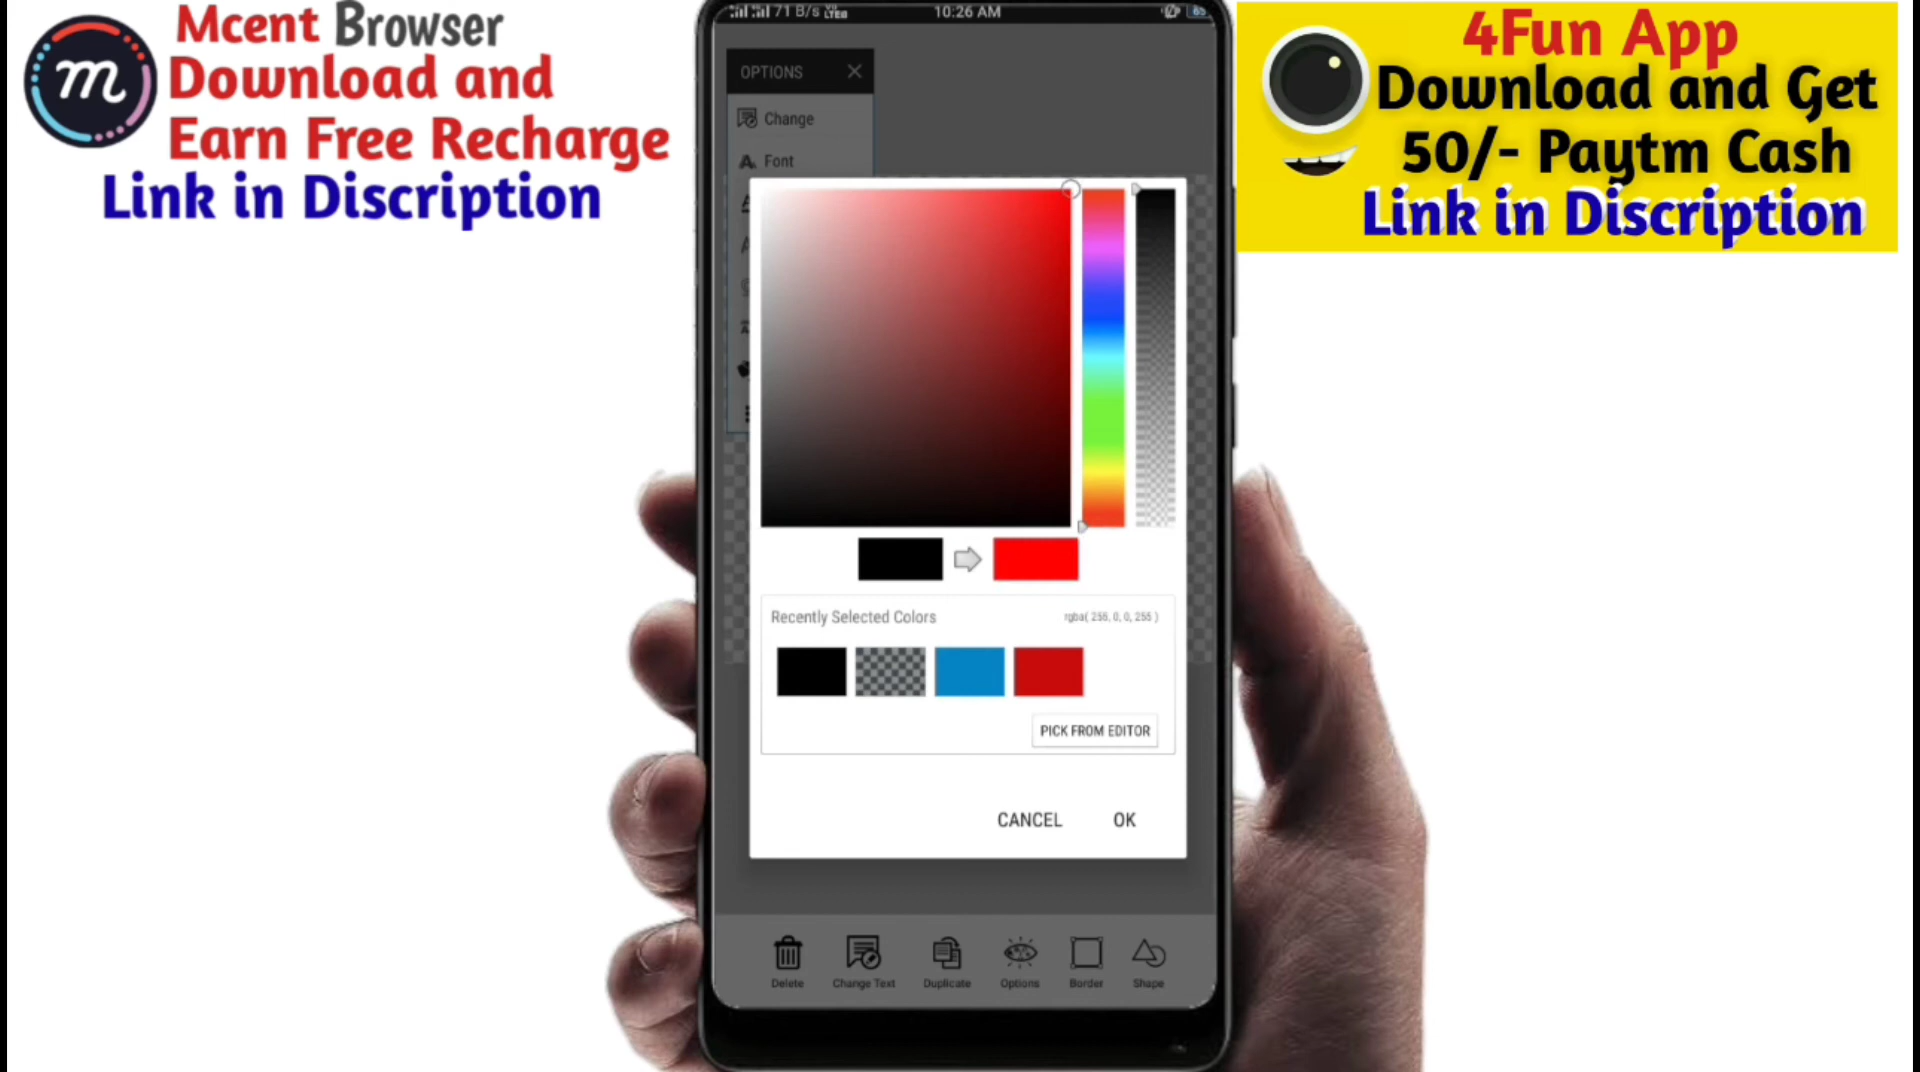 Mcent Browser
Download and
Earn Free Recharge
Link in Discription
m
71 B/s
10:26 AM
65
OPTIONS
Change
Font
Recently Selected Colors
rgba( 255, 0, 0, 255 )
PICK FROM EDITOR
CANCEL OK
Delete Change Text Duplicate Options Border Shape
4Fun App
Download and Get
50/- Paytm Cash
Link in Discription